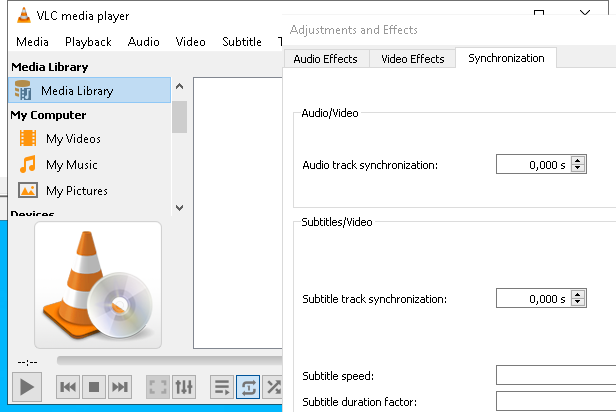 VLC media player
Media Playback Audio Video Subtitle
Media Library
Media Library
My Computer
My Videos
My Music
My Pictures
Devices
--:--
Adjustments and Effects
Audio Effects Video Effects Synchronization
Audio/Video
Audio track synchronization: 0,000 s
Subtitles/Video
Subtitle track synchronization: 0,000 s
Subtitle speed:
Subtitle duration factor: